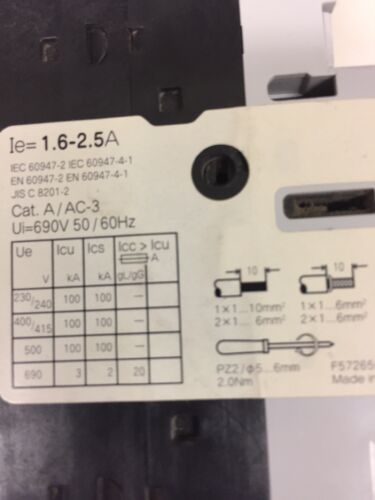 Ie= 1.6-2.5A
IEC 60947-2 IEC 60947-4-1
EN 60947-2 EN 60947-4-1
JIS C 8201-2
Cat. A/AC-3
Ui=690V 50/60Hz
Ue Icu Ics Icc > Icu
A
V kA kA gL/gG
230/240 100 100 —
400/415 100 100 —
500 100 100 —
690 3 2 20
10 10
1×1...10mm² 1×1...6mm²
2×1...6mm² 2×1...6mm²
PZ2/ϕ5...6mm F57265
2.0Nm Made in